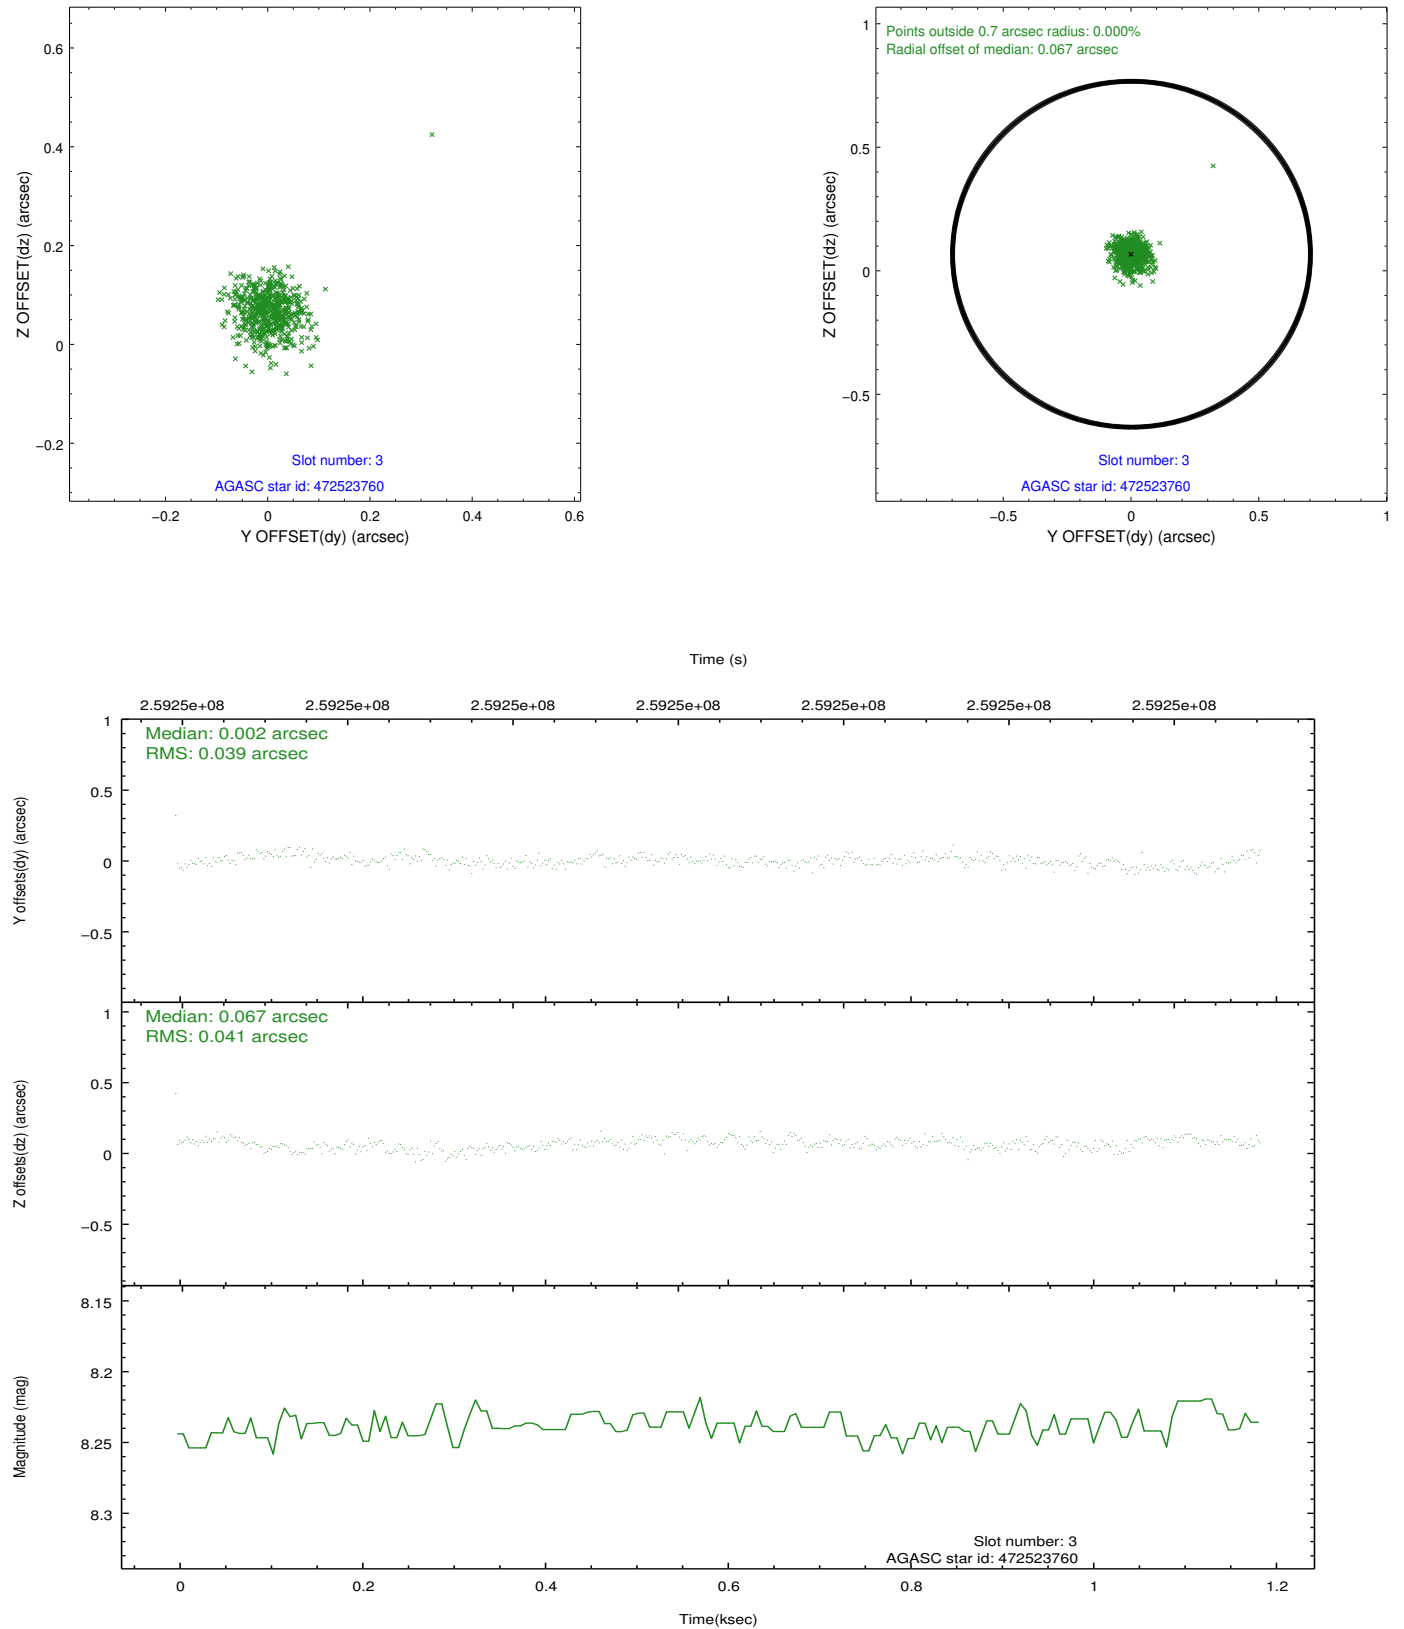 0.6
0.4
0.2
0
−0.2
Z OFFSET(dz) (arcsec)
Slot number: 3
AGASC star id: 472523760
−0.2 0 0.2 0.4 0.6
Y OFFSET(dy) (arcsec)
Points outside 0.7 arcsec radius: 0.000%
Radial offset of median: 0.067 arcsec
1
0.5
0
−0.5
Z OFFSET(dz) (arcsec)
Slot number: 3
AGASC star id: 472523760
−0.5 0 0.5 1
Y OFFSET(dy) (arcsec)
Time (s)
2.5925e+08 2.5925e+08 2.5925e+08 2.5925e+08 2.5925e+08 2.5925e+08 2.5925e+08
Median: 0.002 arcsec
RMS: 0.039 arcsec
1
0.5
0
−0.5
Y offsets(dy) (arcsec)
Median: 0.067 arcsec
RMS: 0.041 arcsec
1
0.5
0
−0.5
Z offsets(dz) (arcsec)
8.15
8.2
8.25
8.3
Magnitude (mag)
Slot number: 3
AGASC star id: 472523760
0 0.2 0.4 0.6 0.8 1 1.2
Time(ksec)